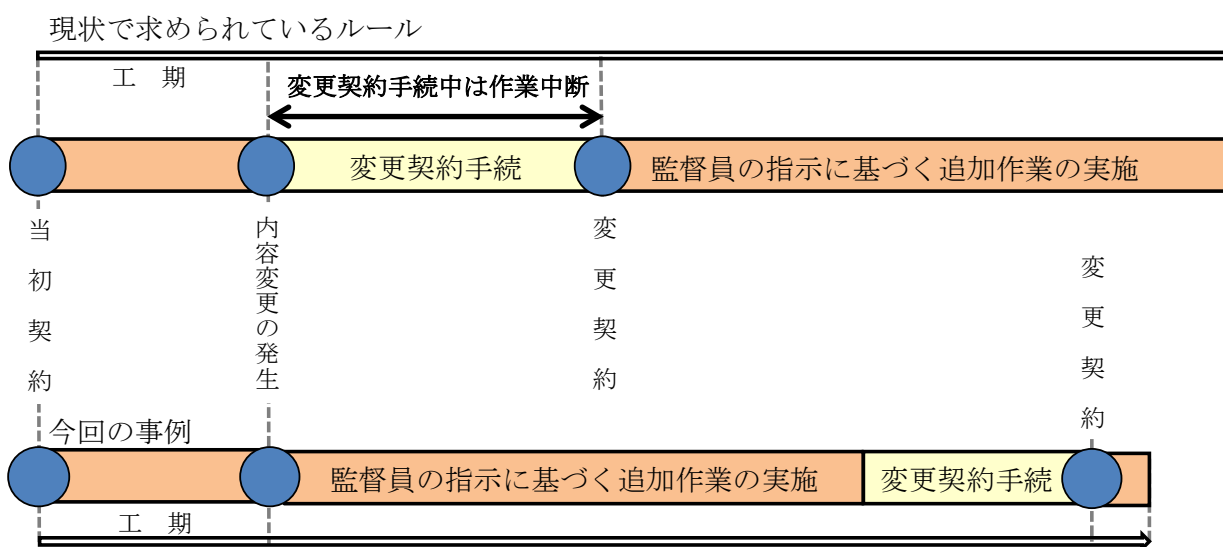 現状で求められているルール
工 期
変更契約手続中は作業中断
変更契約手続
監督員の指示に基づく追加作業の実施
当初契約
内容変更の発生
変更契約
変更契約
今回の事例
監督員の指示に基づく追加作業の実施
変更契約手続
工 期